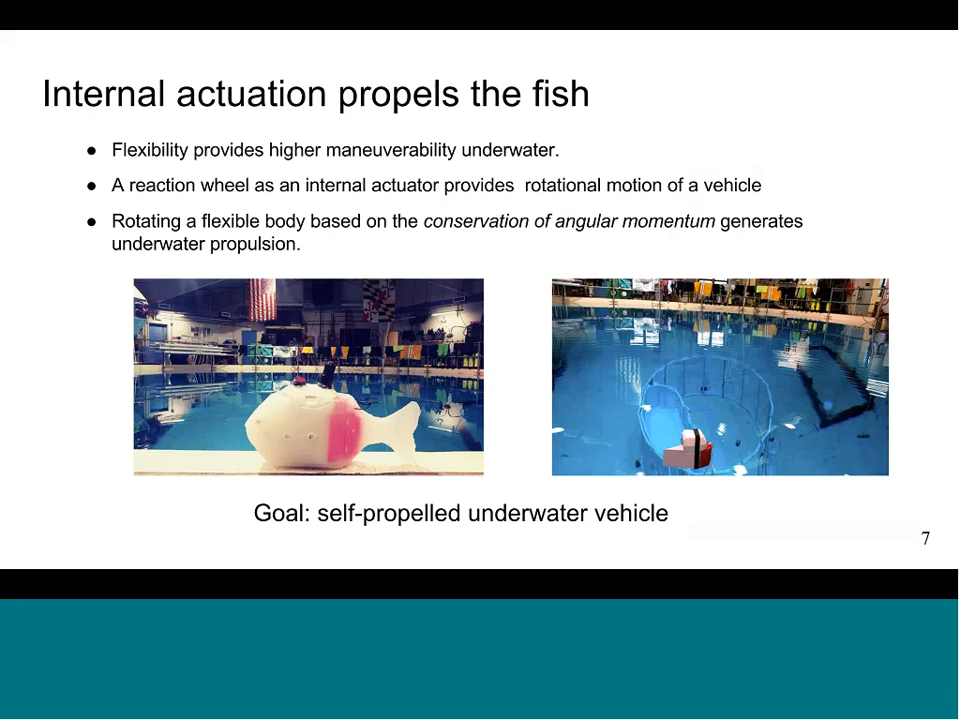 Internal actuation propels the fish
● Flexibility provides higher maneuverability underwater.
● A reaction wheel as an internal actuator provides  rotational motion of a vehicle
● Rotating a flexible body based on the conservation of angular momentum generates
underwater propulsion.
Goal: self-propelled underwater vehicle
7